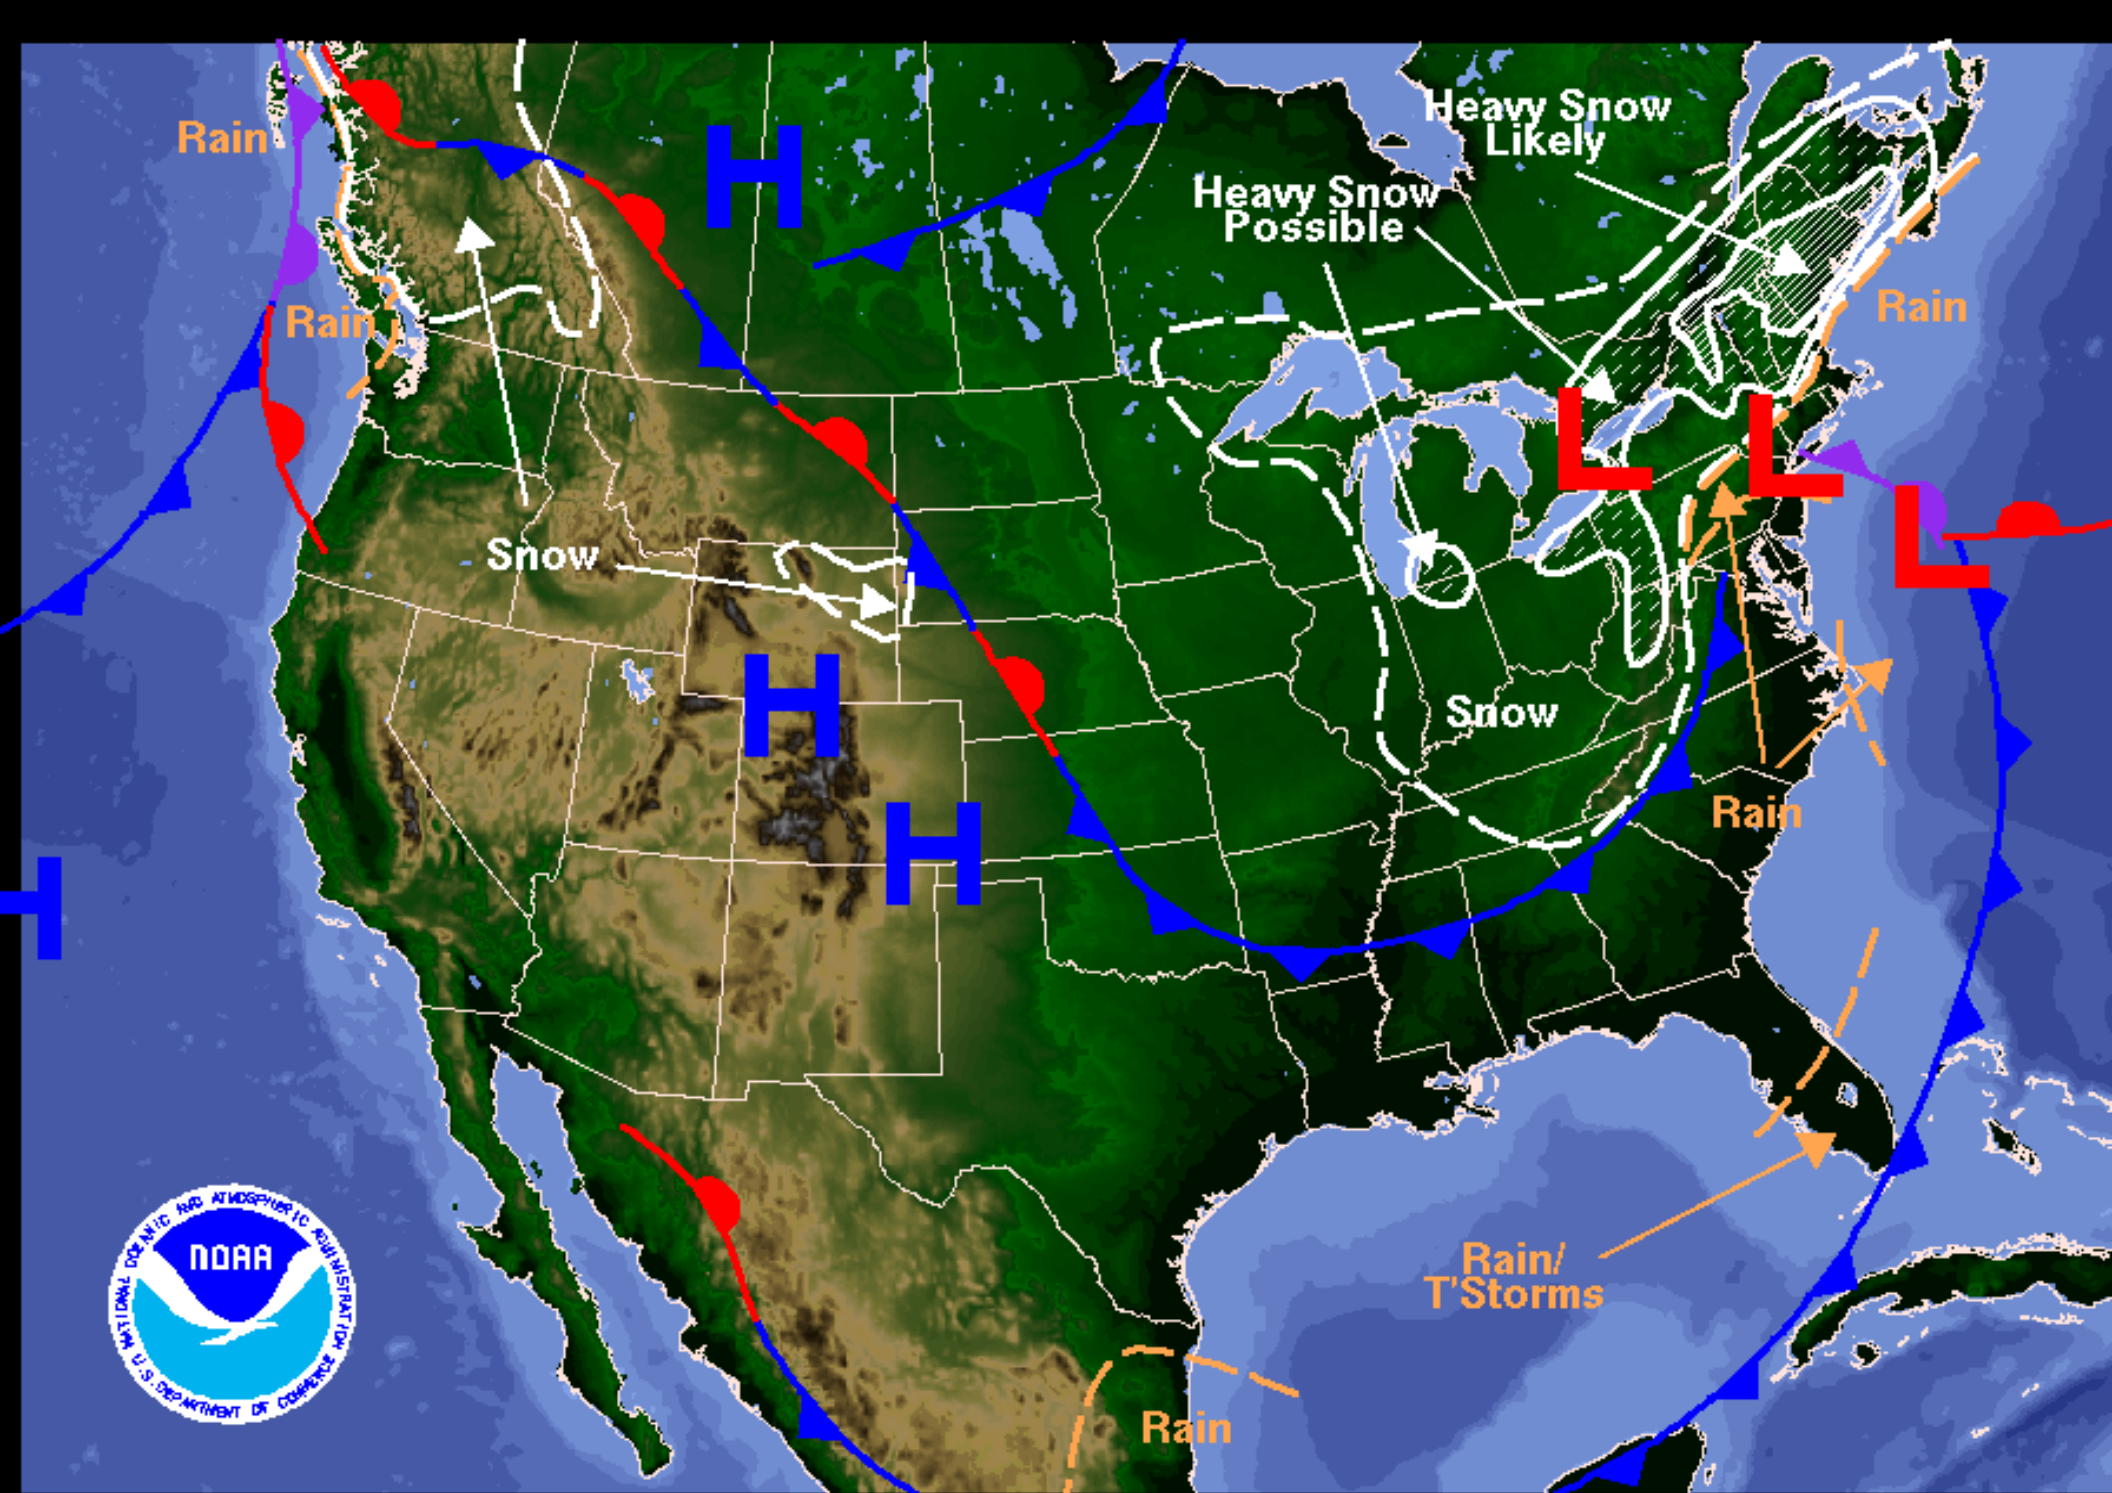 Heavy Snow
Likely
Rain
Heavy Snow
Possible
H
Rain
Rain
L
L
L
Snow
H
Snow
Rain
H
H
Rain/
T'Storms
Rain
NATIONAL OCEANIC AND ATMOSPHERIC ADMINISTRATION
U.S. DEPARTMENT OF COMMERCE
NOAA